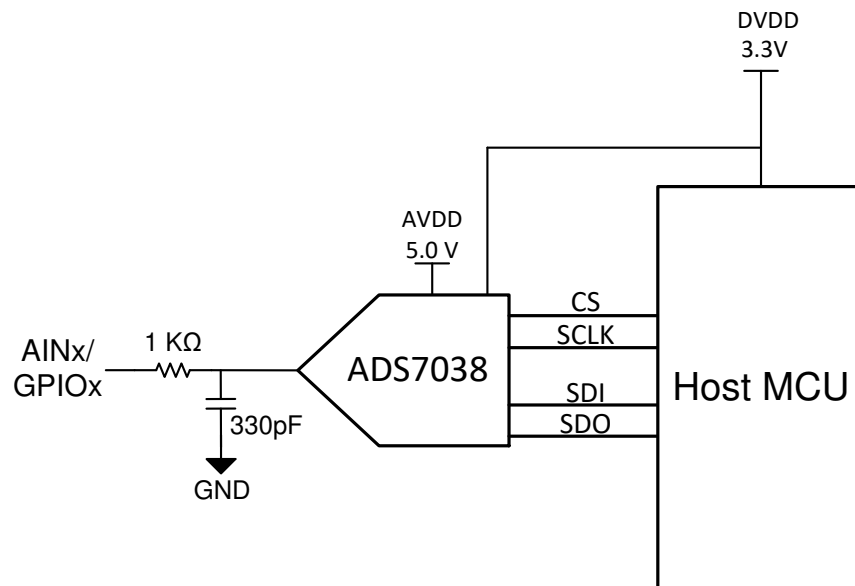 DVDD
3.3V
AVDD
5.0 V
CS
SCLK
SDI
SDO
AINx/
GPIOx
1 KΩ
330pF
GND
ADS7038
Host MCU